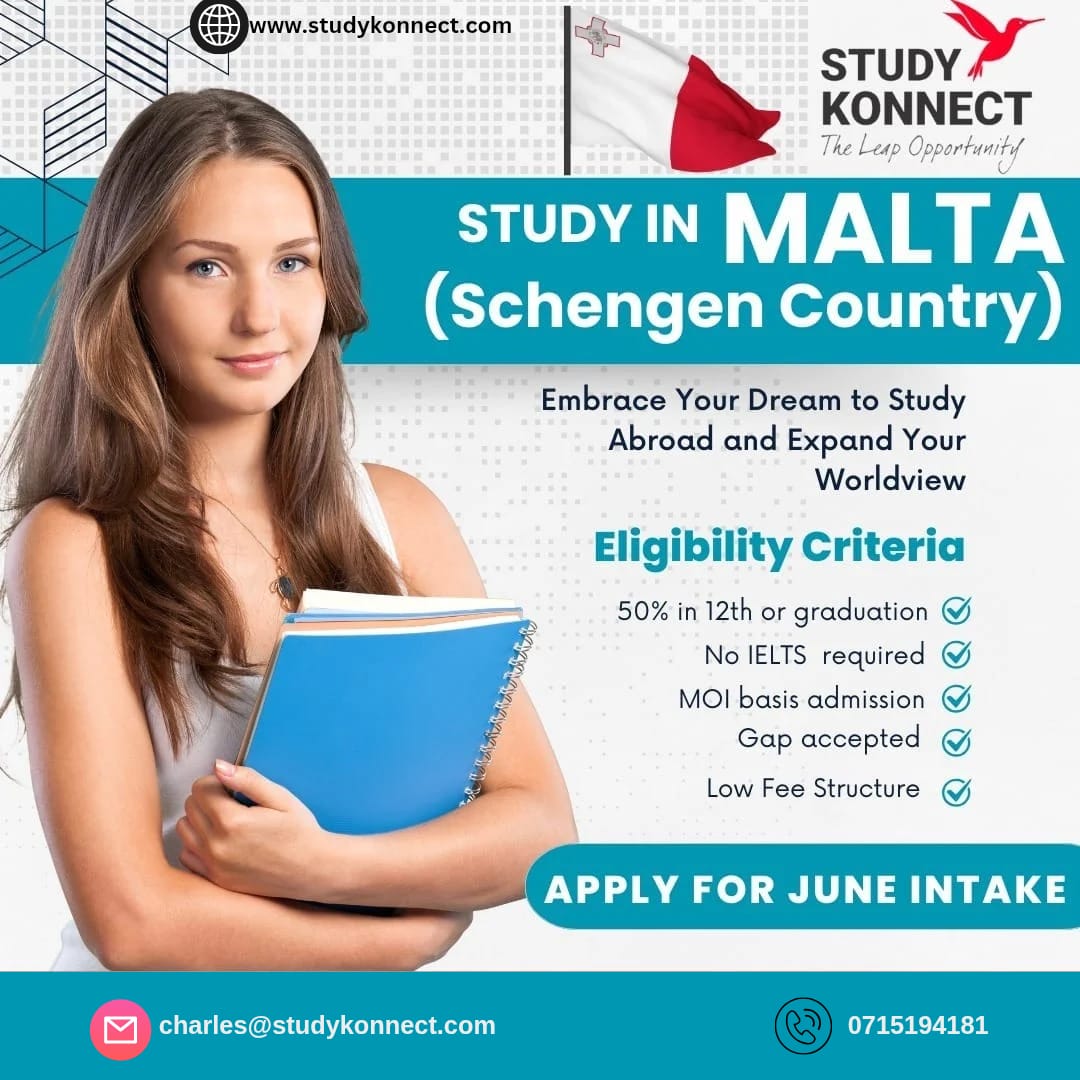 www.studykonnect.com
STUDY
KONNECT
The Leap Opportunity
STUDY IN MALTA
(Schengen Country)
Embrace Your Dream to Study
Abroad and Expand Your
Worldview
Eligibility Criteria
50% in 12th or graduation
No IELTS required
MOI basis admission
Gap accepted
Low Fee Structure
APPLY FOR JUNE INTAKE
charles@studykonnect.com
0715194181